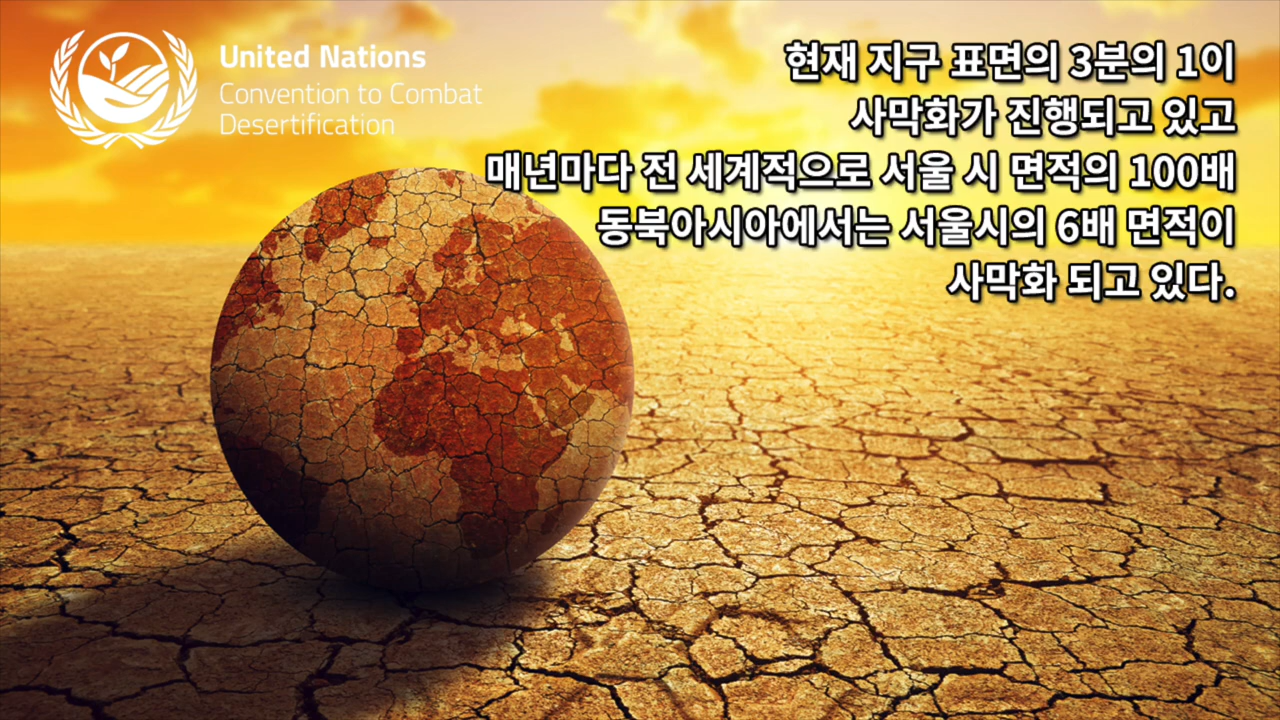 United Nations
Convention to Combat
Desertification
현재 지구 표면의 3분의 1이
사막화가 진행되고 있고
매년마다 전 세계적으로 서울 시 면적의 100배
동북아시아에서는 서울시의 6배 면적이
사막화 되고 있다.